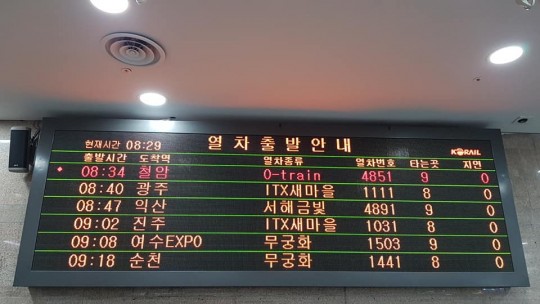 현재시간 08:29 열차출발안내 KORAIL
출발시간 도착역 열차종류 열차번호 타는곳 지연
08:34 철암 O-train 4851 9 0
08:40 광주 ITX새마을 1111 8 0
08:47 익산 서해금빛 4891 9 0
09:02 진주 ITX새마을 1031 8 0
09:08 여수EXPO 무궁화 1503 9 0
09:18 순천 무궁화 1441 8 0